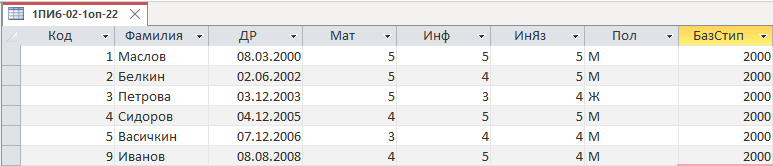 1ПИб-02-1оп-22
Код Фамилия ДР Мат Инф ИнЯз Пол БазСтип
1 Маслов 08.03.2000 5 5 5 М 2000
2 Белкин 02.06.2002 5 4 5 М 2000
3 Петрова 03.12.2003 5 3 4 Ж 2000
4 Сидоров 04.12.2005 4 5 5 М 2000
5 Васичкин 07.12.2006 3 4 4 М 2000
9 Иванов 08.08.2008 4 5 4 М 2000